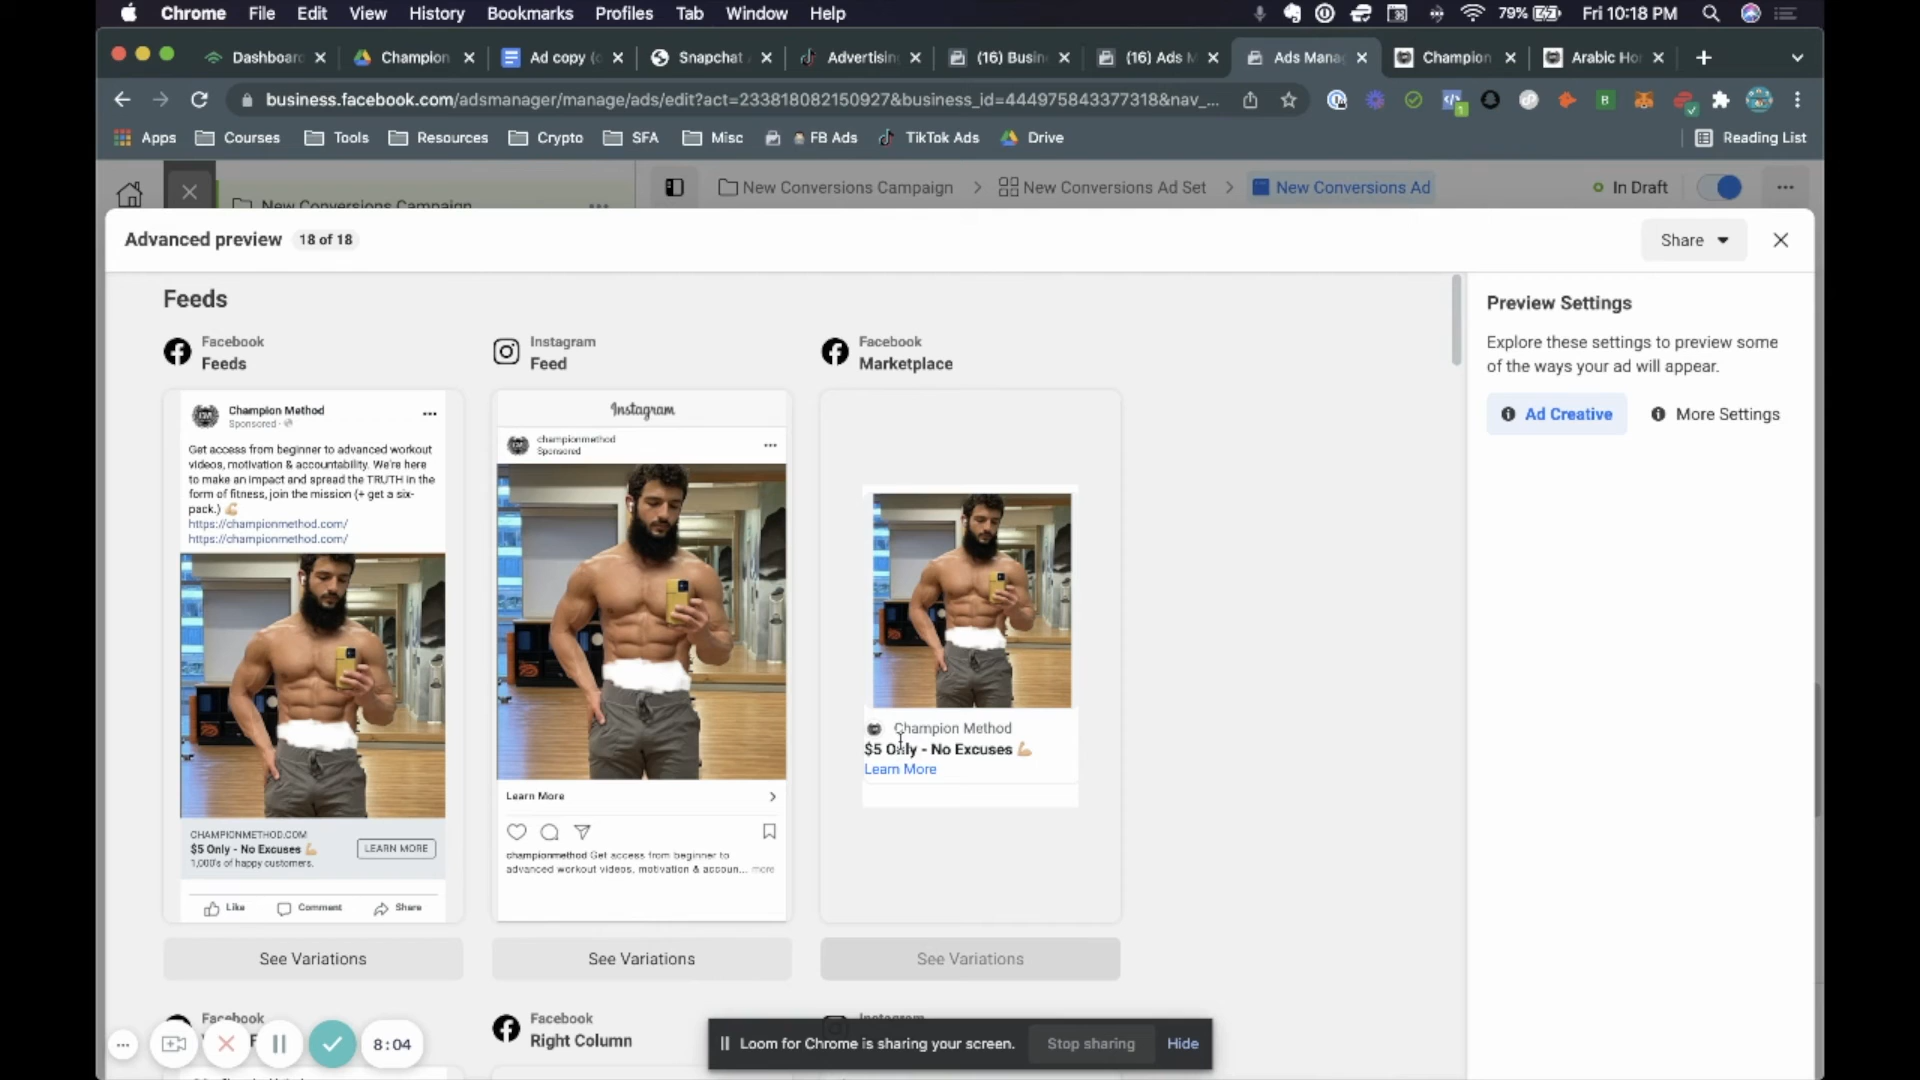 Chrome File Edit View History Bookmarks Profiles Tab Window Help 79% Fri 10:18 PM
Champion Ad copy ( Snapchat Advertising (16) Busin (16) Ads M Ads Mana Champion Arabic Ho
business.facebook.com/adsmanager/manage/ads/edit?act=233818082150927&business_id=444975843377318&nav_...
Apps Courses Tools Resources Crypto SFA Misc FB Ads TikTok Ads Drive Reading List
New Conversions Campaign New Conversions Campaign New Conversions Ad Set New Conversions Ad In Draft
Advanced preview 18 of 18 Share
Feeds
Facebook
Feeds
Instagram
Feed
Facebook
Marketplace
Champion Method
Sponsored
Get access from beginner to advanced workout
videos, motivation & accountability. We're here
to make an impact and spread the TRUTH in the
form of fitness, join the mission (+ get a six-
pack.) 💪🏼
https://championmethod.com/
https://championmethod.com/
CHAMPIONMETHOD.COM
$5 Only - No Excuses 💪🏼
1,000's of happy customers.
LEARN MORE
Like Comment Share
See Variations
Instagram
championmethod
Sponsored
Learn More
championmethod Get access from beginner to
advanced workout videos, motivation & accoun... more
See Variations
Champion Method
$5 Only - No Excuses 💪🏼
Learn More
See Variations
Preview Settings
Explore these settings to preview some
of the ways your ad will appear.
Ad Creative More Settings
Facebook
Facebook
Right Column
Instagram
8:04
Loom for Chrome is sharing your screen. Stop sharing Hide